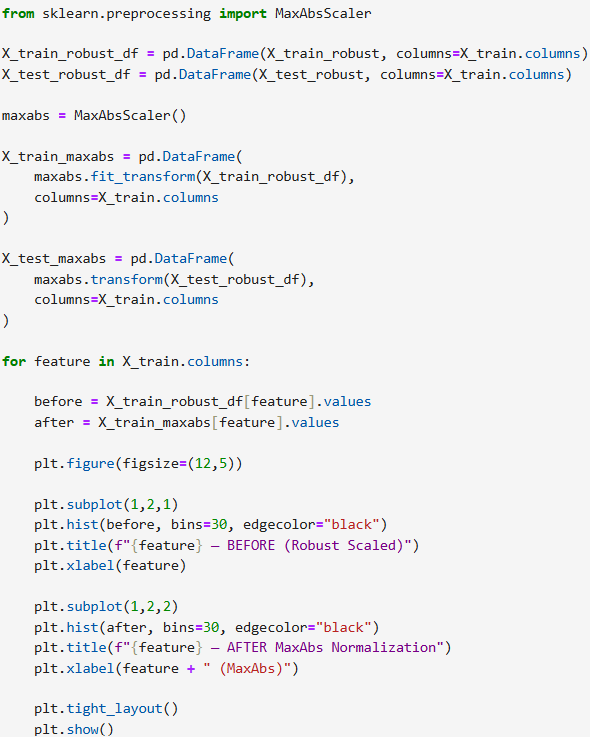 from sklearn.preprocessing import MaxAbsScaler
X_train_robust_df = pd.DataFrame(X_train_robust, columns=X_train.columns)
X_test_robust_df = pd.DataFrame(X_test_robust, columns=X_train.columns)
maxabs = MaxAbsScaler()
X_train_maxabs = pd.DataFrame(
    maxabs.fit_transform(X_train_robust_df),
    columns=X_train.columns
)
X_test_maxabs = pd.DataFrame(
    maxabs.transform(X_test_robust_df),
    columns=X_train.columns
)
for feature in X_train.columns:
    before = X_train_robust_df[feature].values
    after = X_train_maxabs[feature].values
    plt.figure(figsize=(12,5))
    plt.subplot(1,2,1)
    plt.hist(before, bins=30, edgecolor="black")
    plt.title(f"{feature} — BEFORE (Robust Scaled)")
    plt.xlabel(feature)
    plt.subplot(1,2,2)
    plt.hist(after, bins=30, edgecolor="black")
    plt.title(f"{feature} — AFTER MaxAbs Normalization")
    plt.xlabel(feature + " (MaxAbs)")
    plt.tight_layout()
    plt.show()